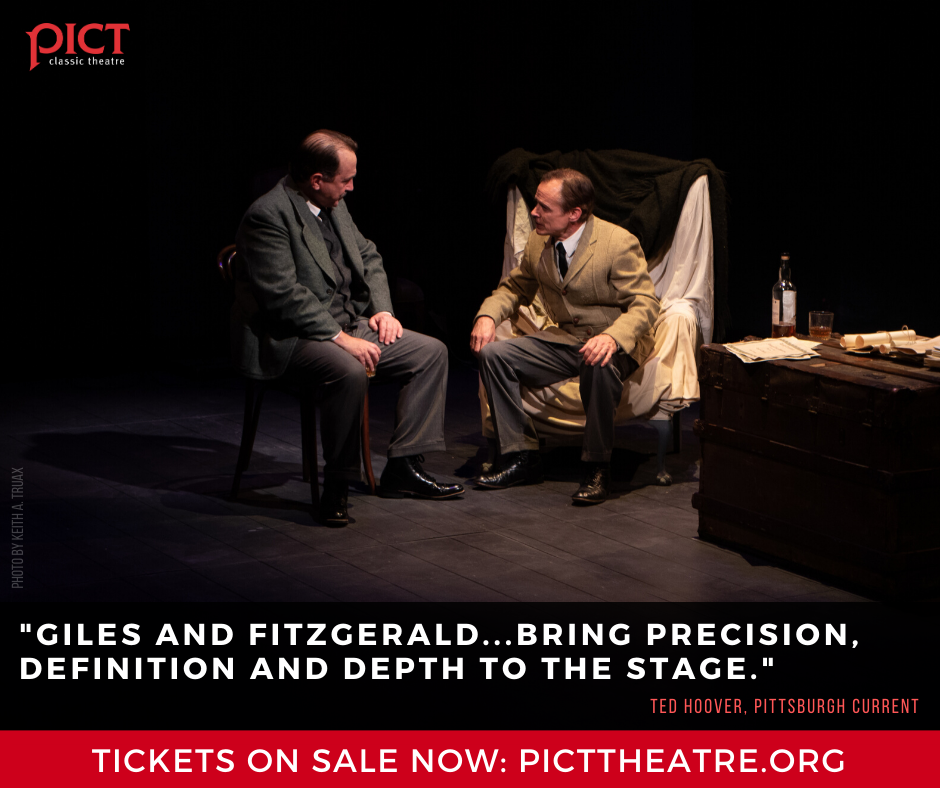 PICT
classic theatre
PHOTO BY KEITH A. TRUAX
"GILES AND FITZGERALD...BRING PRECISION,
DEFINITION AND DEPTH TO THE STAGE."
TED HOOVER, PITTSBURGH CURRENT
TICKETS ON SALE NOW: PICTTHEATRE.ORG